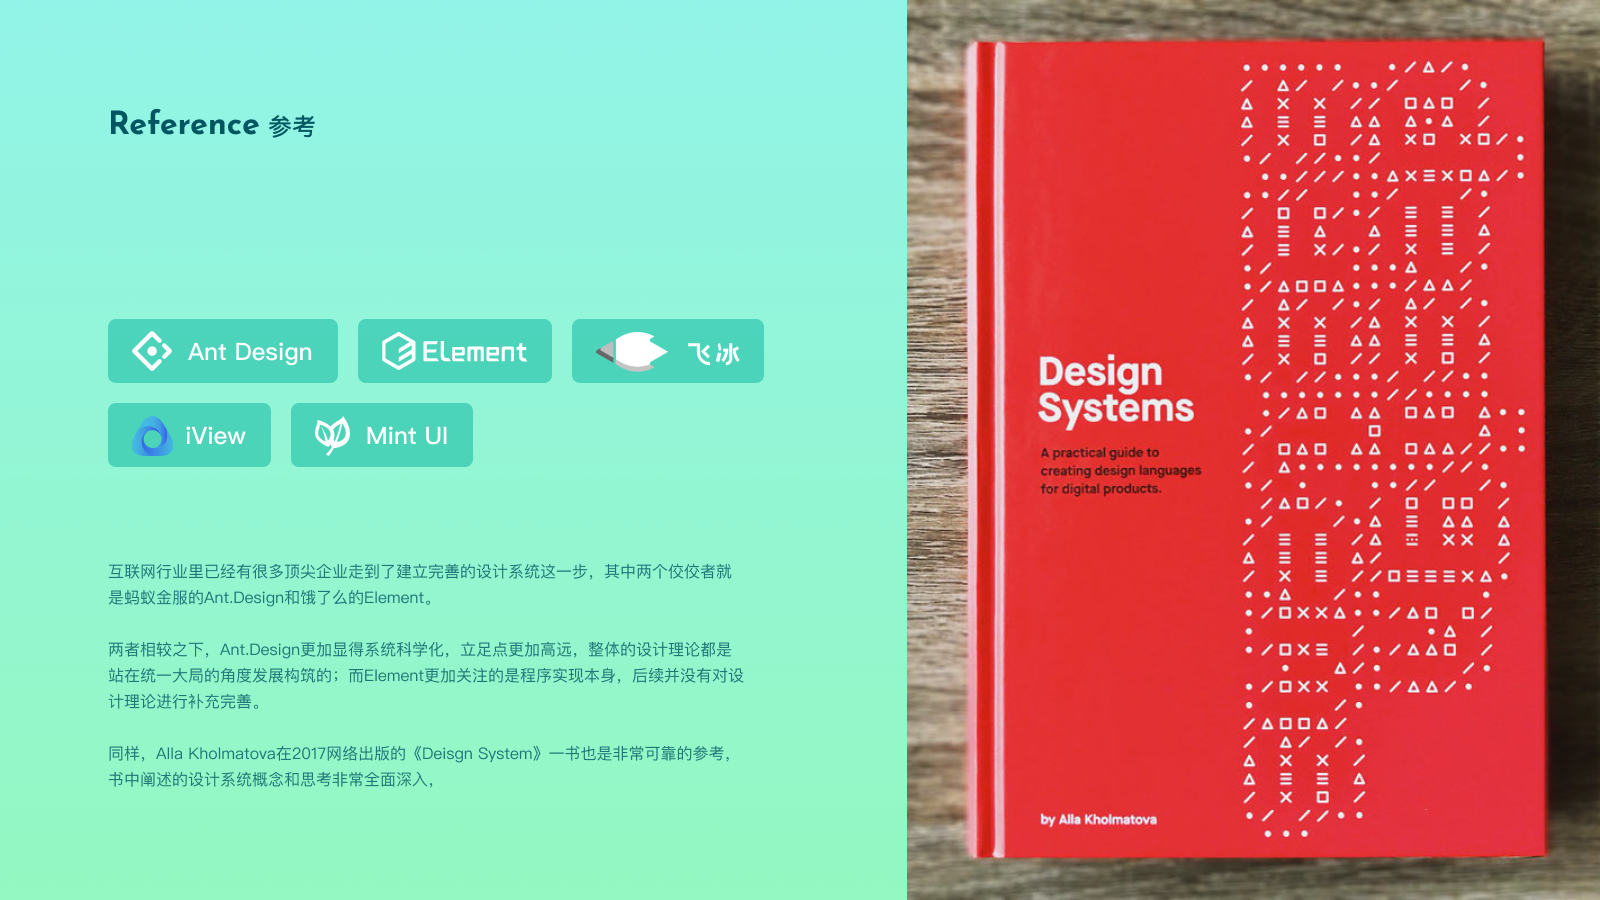 Reference 参考
Ant Design
Element
飞冰
iView
Mint UI
互联网行业里已经有很多顶尖企业走到了建立完善的设计系统这一步，其中两个佼佼者就
是蚂蚁金服的Ant.Design和饿了么的Element。
两者相较之下，Ant.Design更加显得系统科学化，立足点更加高远，整体的设计理论都是
站在统一大局的角度发展构筑的；而Element更加关注的是程序实现本身，后续并没有对设
计理论进行补充完善。
同样，Alla Kholmatova在2017网络出版的《Deisgn System》一书也是非常可靠的参考，
书中阐述的设计系统概念和思考非常全面深入，
Design
Systems
A practical guide to
creating design languages
for digital products.
by Alla Kholmatova